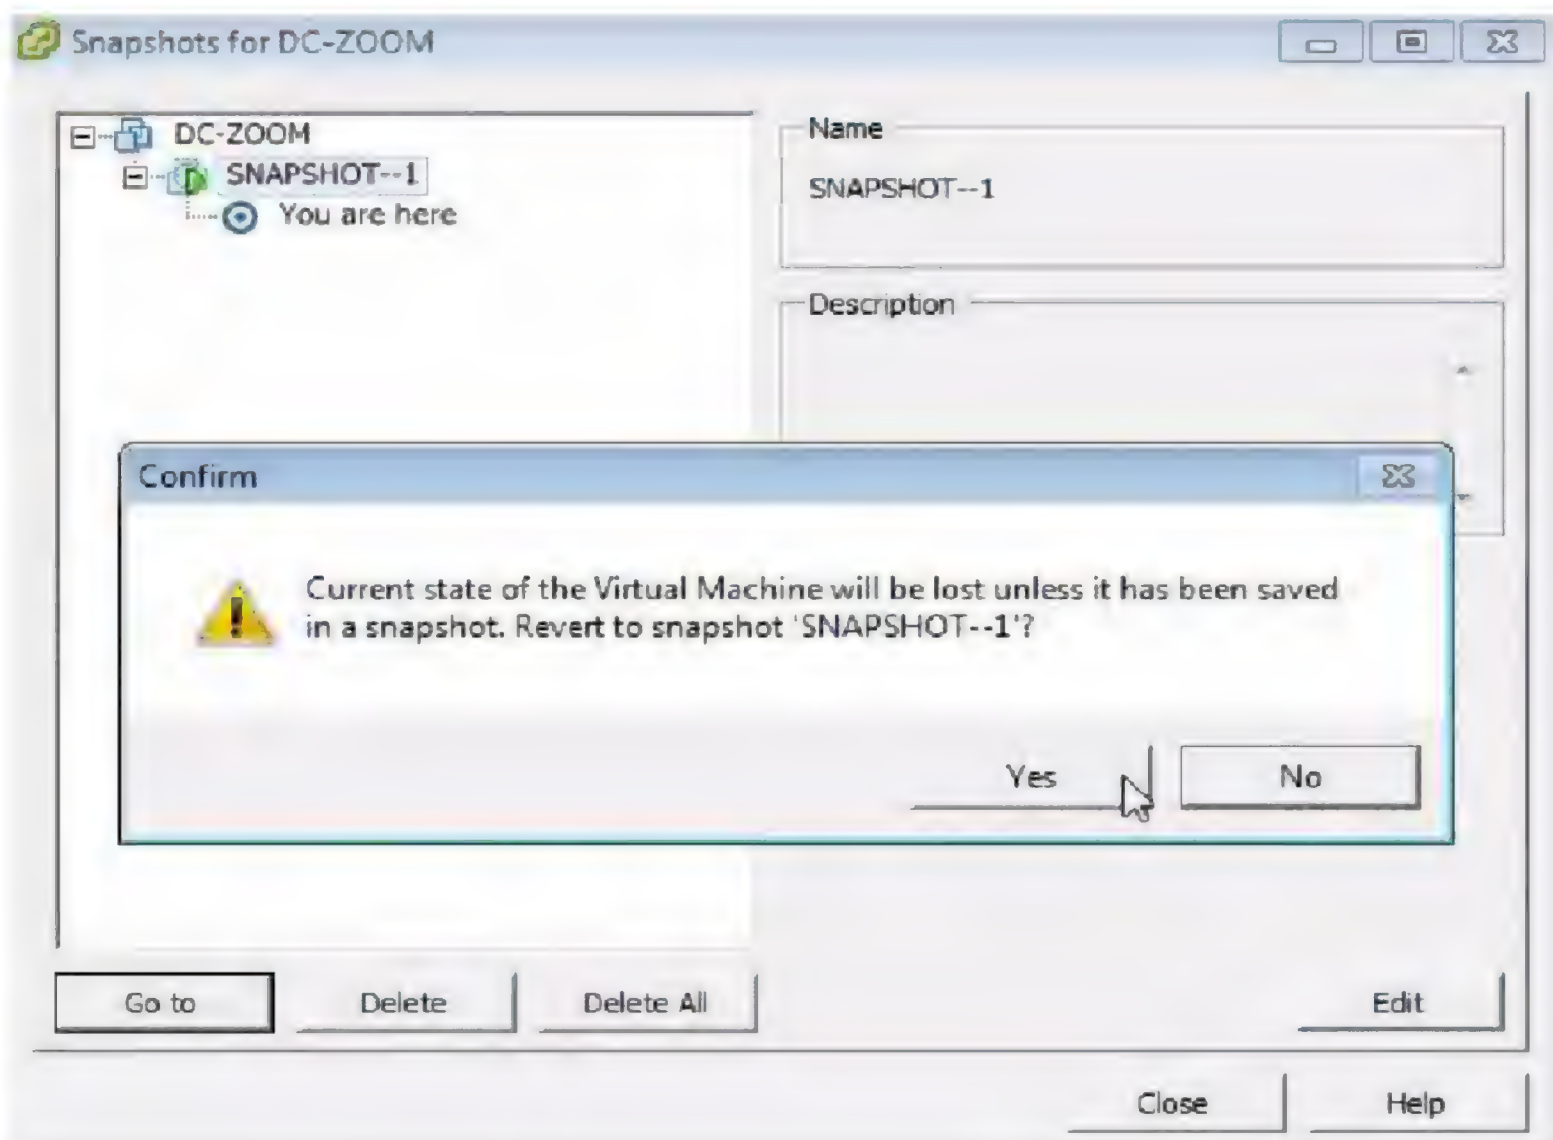 Snapshots for DC-ZOOM
DC-ZOOM
SNAPSHOT--1
You are here
Name
SNAPSHOT--1
Description
Confirm
Current state of the Virtual Machine will be lost unless it has been saved
in a snapshot. Revert to snapshot 'SNAPSHOT--1'?
Yes
No
Go to
Delete
Delete All
Edit
Close
Help